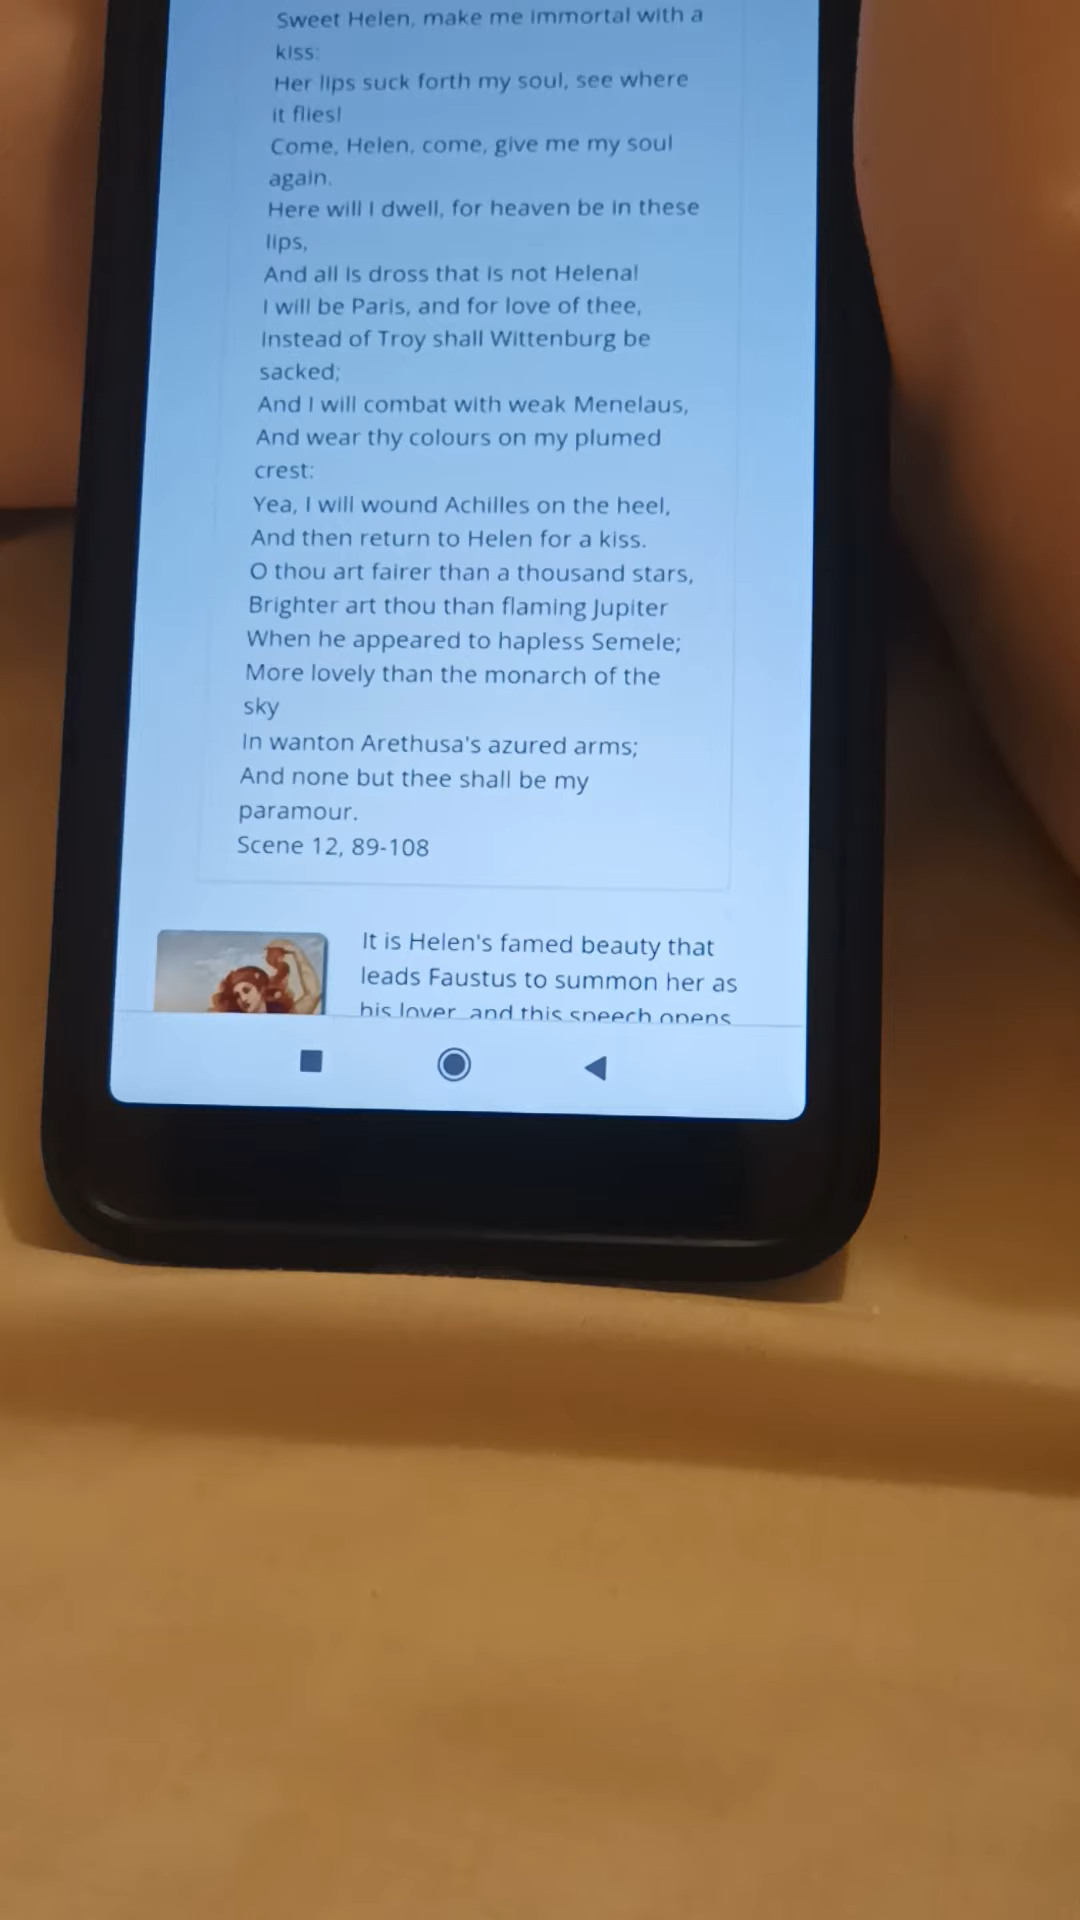 Sweet Helen, make me immortal with a
kiss:
Her lips suck forth my soul, see where
it flies!
Come, Helen, come, give me my soul
again.
Here will I dwell, for heaven be in these
lips,
And all is dross that is not Helena!
I will be Paris, and for love of thee,
Instead of Troy shall Wittenburg be
sacked;
And I will combat with weak Menelaus,
And wear thy colours on my plumed
crest:
Yea, I will wound Achilles on the heel,
And then return to Helen for a kiss.
O thou art fairer than a thousand stars,
Brighter art thou than flaming Jupiter
When he appeared to hapless Semele;
More lovely than the monarch of the
sky
In wanton Arethusa's azured arms;
And none but thee shall be my
paramour.
Scene 12, 89-108
It is Helen's famed beauty that
leads Faustus to summon her as
his lover, and this speech opens